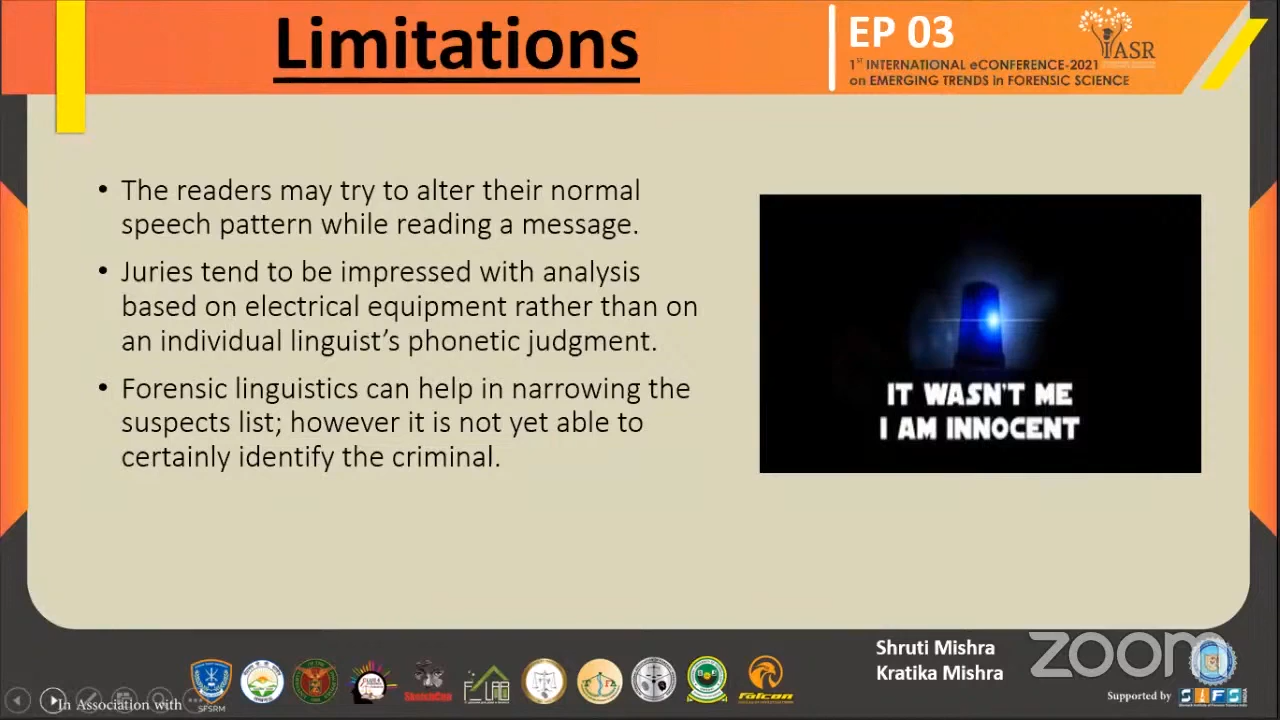 Limitations
EP 03
IASR
1ST INTERNATIONAL eCONFERENCE-2021
on EMERGING TRENDS in FORENSIC SCIENCE
• The readers may try to alter their normal
speech pattern while reading a message.
• Juries tend to be impressed with analysis
based on electrical equipment rather than on
an individual linguist's phonetic judgment.
• Forensic linguistics can help in narrowing the
suspects list; however it is not yet able to
certainly identify the criminal.
IT WASN'T ME
I AM INNOCENT
Shruti Mishra
Kratika Mishra
zoom
In Association with
SFSRM
Falcon
Supported by
SIFS